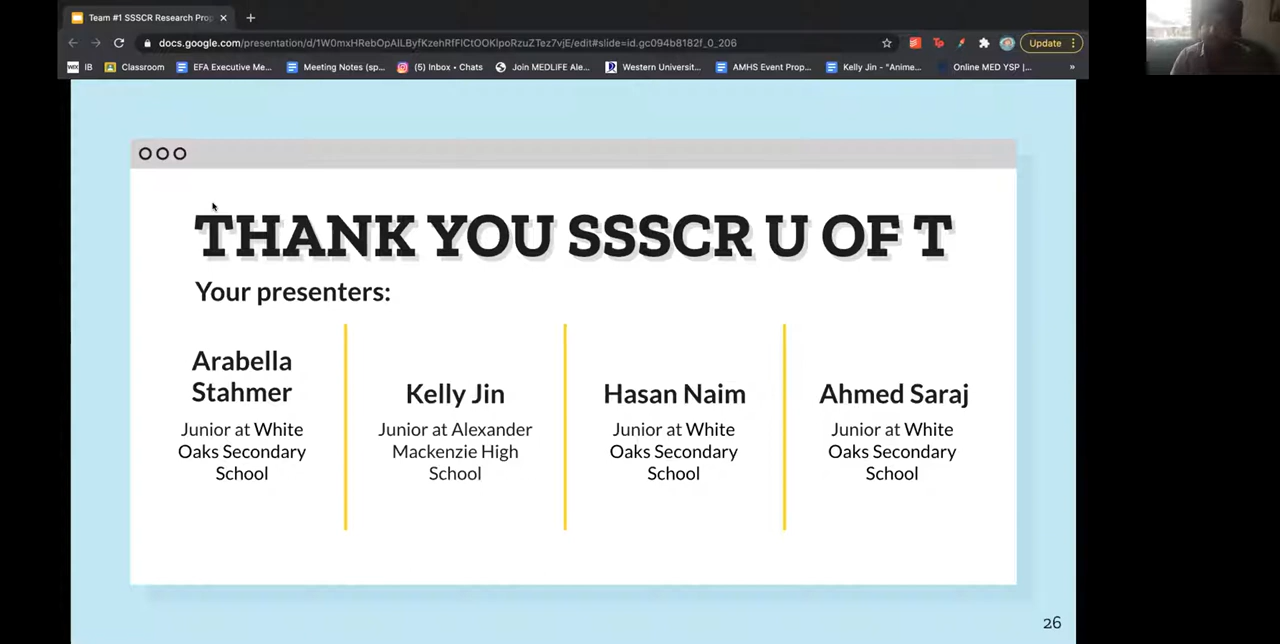 Team #1 SSSCR Research Prop
docs.google.com/presentation/d/1W0mxHRebOpAILByfKzehRfFICtOOKlpoRzuZTez7vjE/edit#slide=id.gc094b8182f_0_206
Update
WIX IB Classroom EFA Executive Me... Meeting Notes (sp... (5) Inbox • Chats Join MEDLIFE Ale... Western Universit... AMHS Event Prop... Kelly Jin - "Anime... Online MED YSP |... »
THANK YOU SSSCR U OF T
Your presenters:
Arabella
Stahmer
Junior at White
Oaks Secondary
School
Kelly Jin
Junior at Alexander
Mackenzie High
School
Hasan Naim
Junior at White
Oaks Secondary
School
Ahmed Saraj
Junior at White
Oaks Secondary
School
26